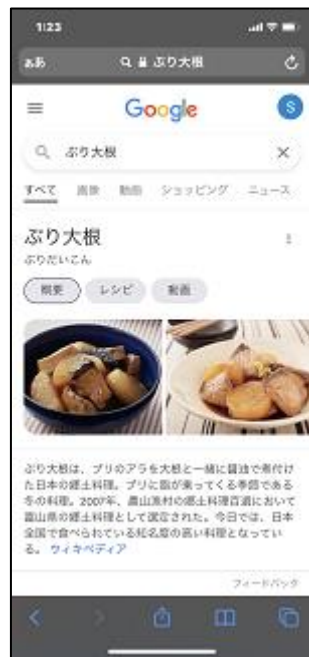 1:23
ああ ぶり大根
Google S
ぶり大根
すべて 画像 動画 ショッピング ニュース
ぶり大根
ぶりだいこん
概要 レシピ 動画
ぶり大根は、ブリのアラを大根と一緒に醤油で煮付け
た日本の郷土料理。ブリに脂が乗ってくる季節である
冬の料理。2007年、農山漁村の郷土料理百選において
富山県の郷土料理として選定された。今日では、日本
全国で食べられている知名度の高い料理となってい
る。 ウィキペディア
フィードバック